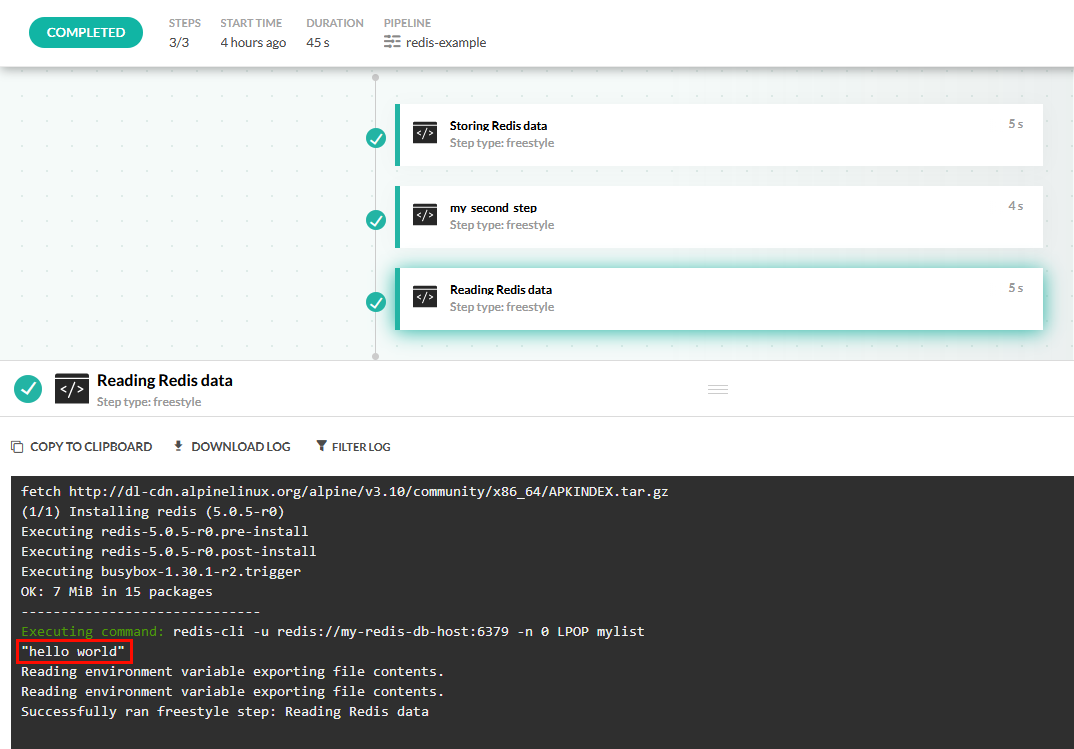 COMPLETED
STEPS
3/3
START TIME
4 hours ago
DURATION
45 s
PIPELINE
redis-example
</>
Storing Redis data
5 s
Step type: freestyle
</>
my_second_step
4 s
Step type: freestyle
</>
Reading Redis data
5 s
Step type: freestyle
</>
Reading Redis data
Step type: freestyle
COPY TO CLIPBOARD DOWNLOAD LOG FILTER LOG
fetch http://dl-cdn.alpinelinux.org/alpine/v3.10/community/x86_64/APKINDEX.tar.gz
(1/1) Installing redis (5.0.5-r0)
Executing redis-5.0.5-r0.pre-install
Executing redis-5.0.5-r0.post-install
Executing busybox-1.30.1-r2.trigger
OK: 7 MiB in 15 packages
------------------------------
Executing command: redis-cli -u redis://my-redis-db-host:6379 -n 0 LPOP mylist
"hello world"
Reading environment variable exporting file contents.
Reading environment variable exporting file contents.
Successfully ran freestyle step: Reading Redis data